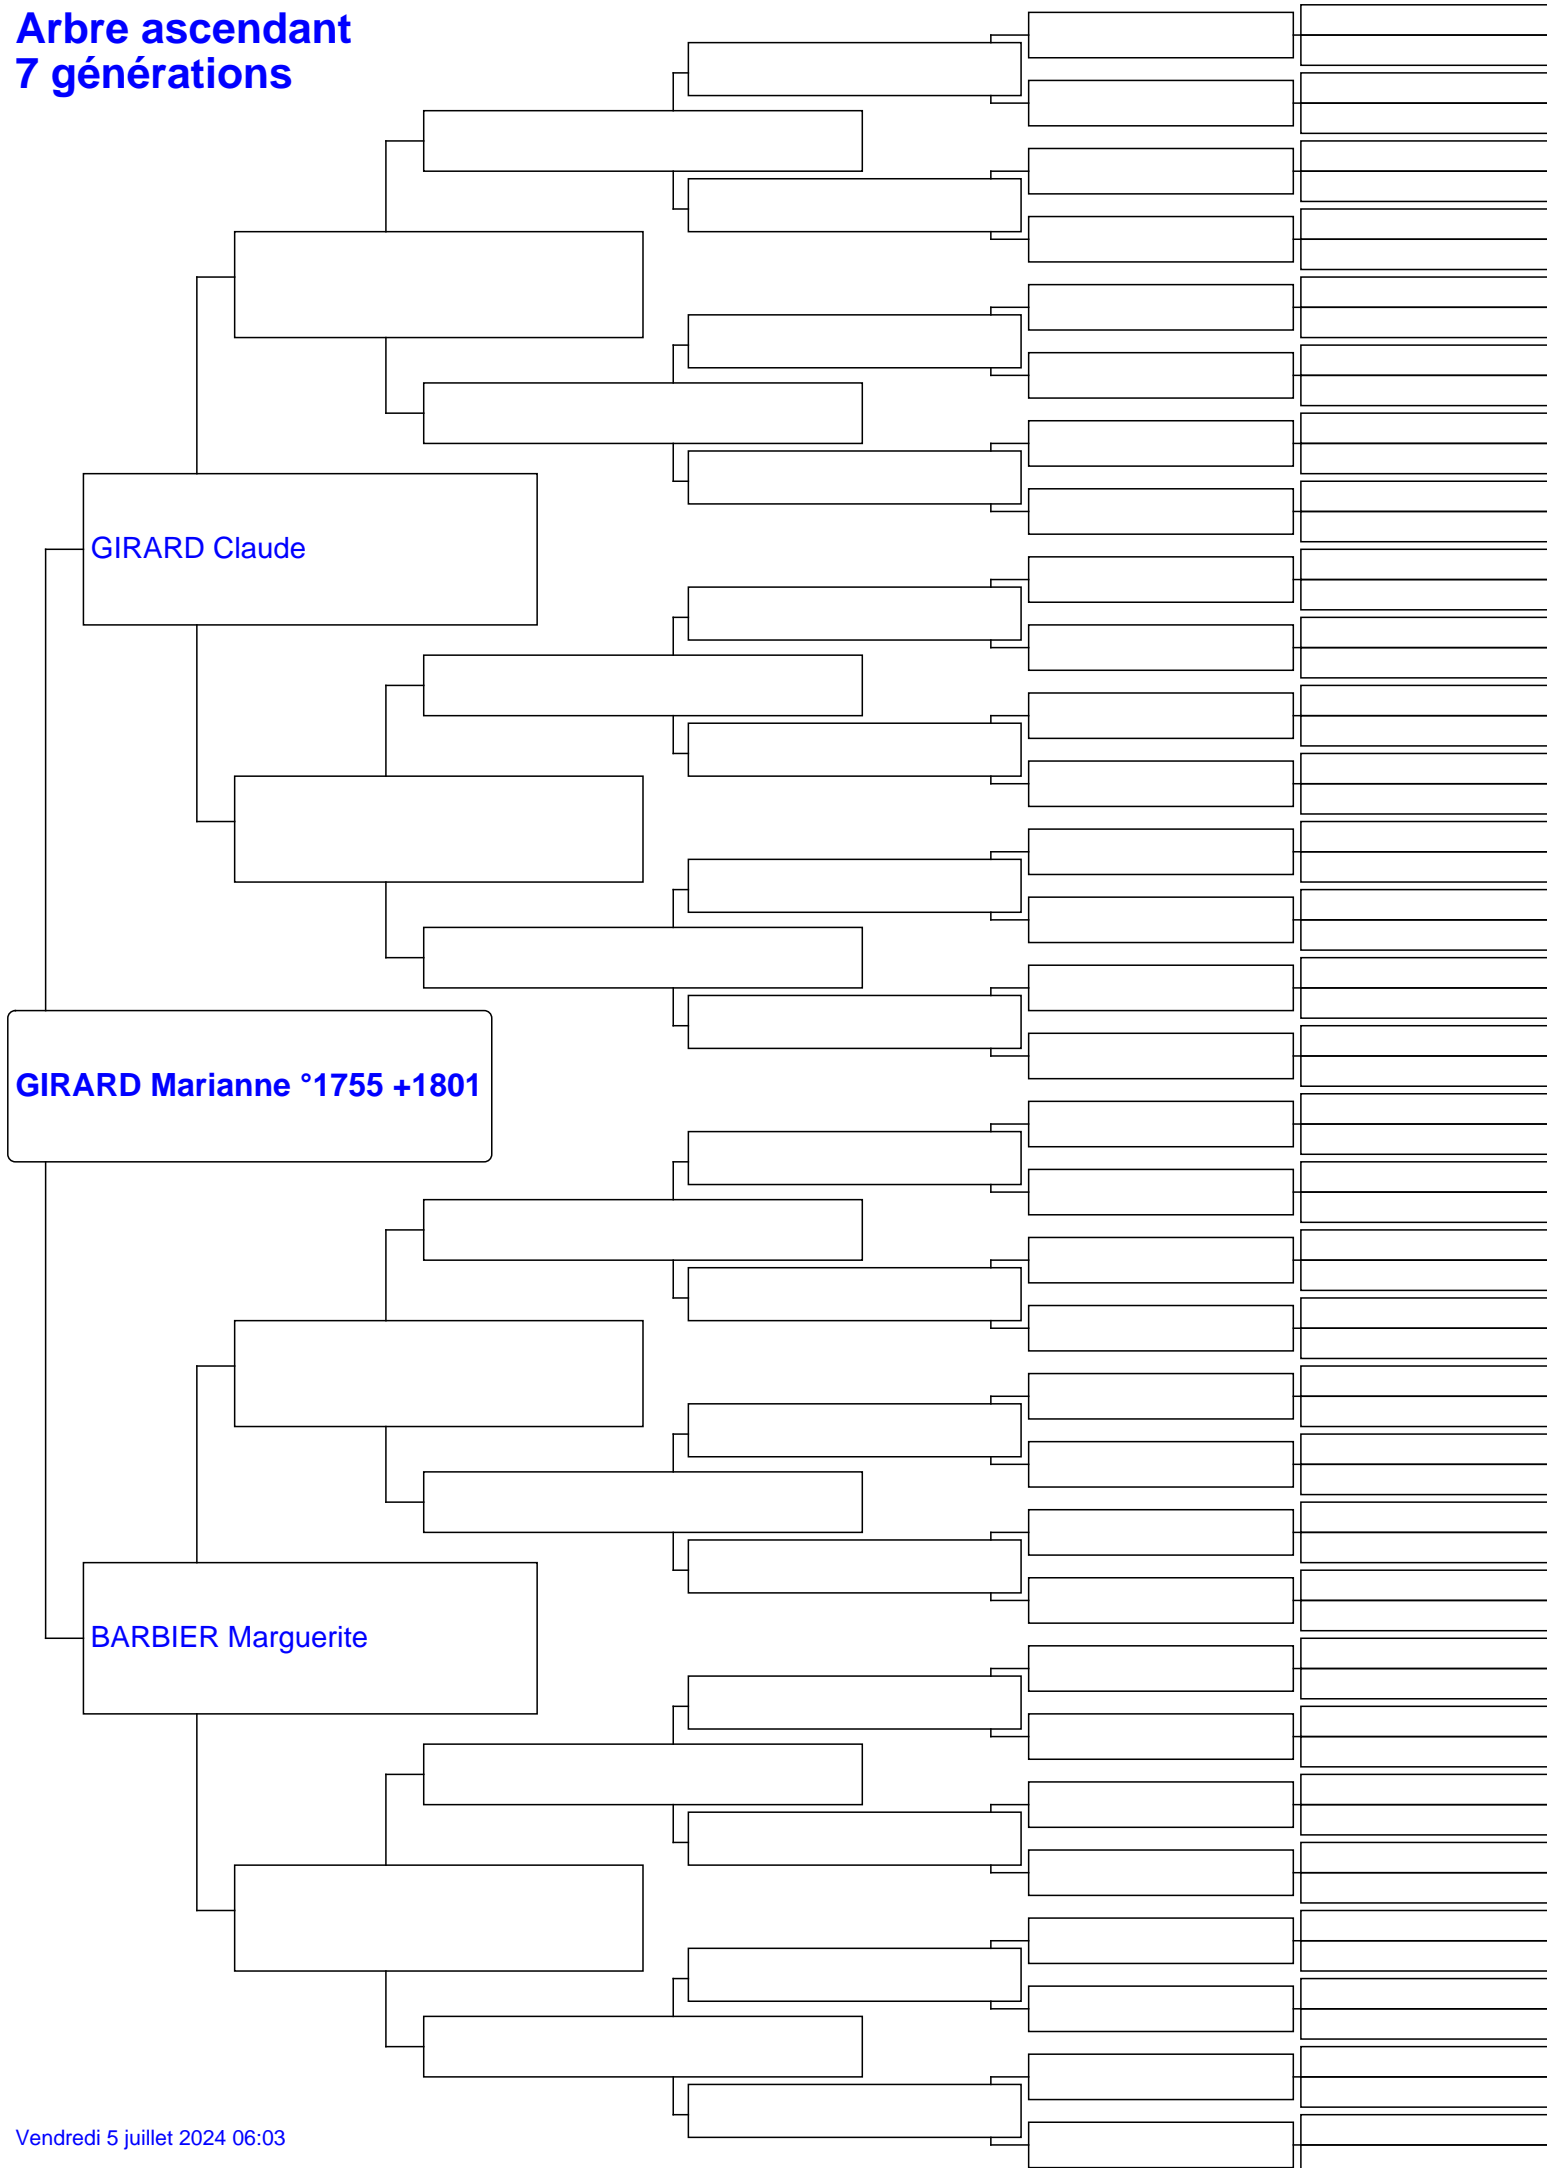 Arbre ascendant
7 générations
GIRARD Claude
GIRARD Marianne °1755 +1801
BARBIER Marguerite
Vendredi 5 juillet 2024 06:03